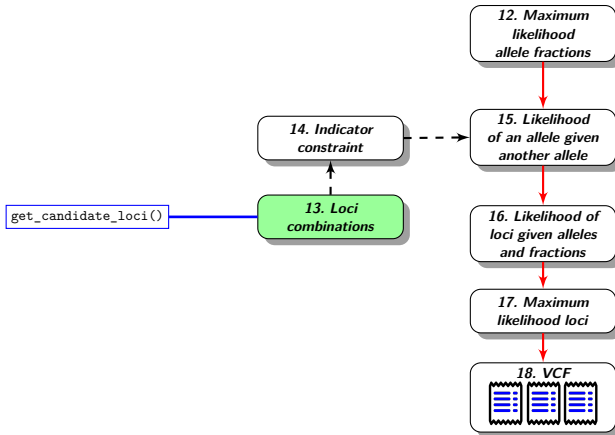 12. Maximum
likelihood
allele fractions
14. Indicator
constraint
15. Likelihood
of an allele given
another allele
get_candidate_loci()
13. Loci
combinations
16. Likelihood of
loci given alleles
and fractions
17. Maximum
likelihood loci
18. VCF